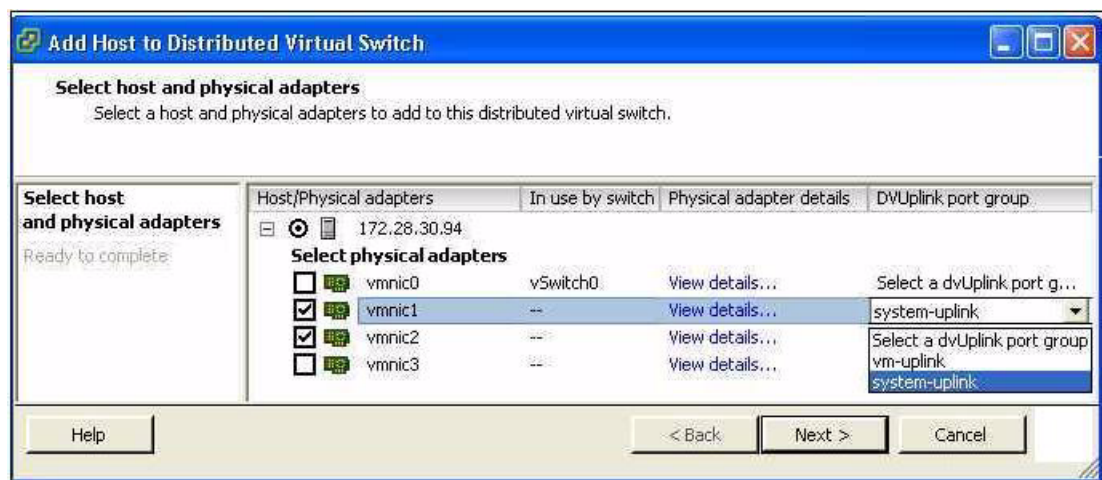 Add Host to Distributed Virtual Switch
Select host and physical adapters
Select a host and physical adapters to add to this distributed virtual switch.
Select host
and physical adapters
Ready to complete
Host/Physical adapters In use by switch Physical adapter details DVUplink port group
172.28.30.94
Select physical adapters
vmnic0 vSwitch0 View details... Select a dvUplink port g...
vmnic1 -- View details... system-uplink
vmnic2 -- View details... Select a dvUplink port group
vm-uplink
vmnic3 -- View details... system-uplink
Help < Back Next > Cancel